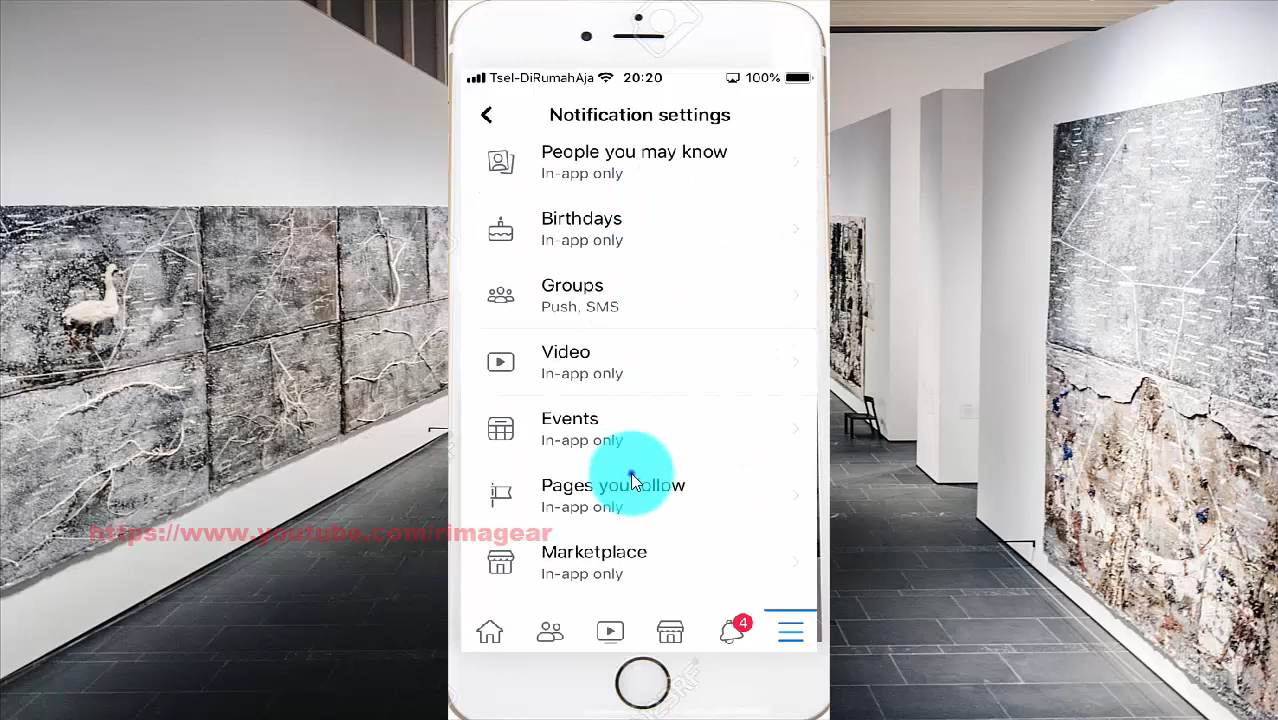 Tsel-DiRumahAja 20:20 100%
Notification settings
People you may know
In-app only
Birthdays
In-app only
Groups
Push, SMS
Video
In-app only
Events
In-app only
Pages you follow
In-app only
https://www.youtube.com/rimagear
Marketplace
In-app only
4